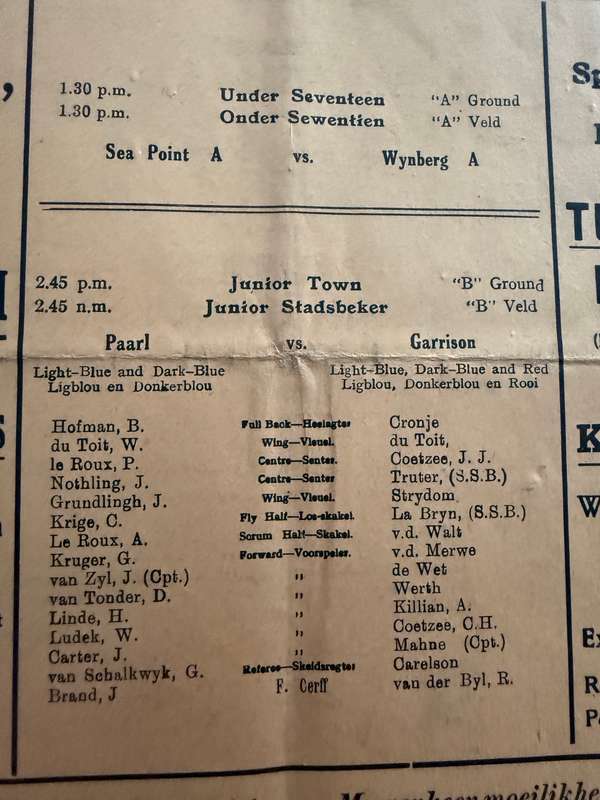 1.30 p.m. Under Seventeen "A" Ground
1.30 p.m. Onder Sewentien "A" Veld
Sea Point A vs. Wynberg A
2.45 p.m. Junior Town "B" Ground
2.45 n.m. Junior Stadsbeker "B" Veld
Paarl vs. Garrison
Light-Blue and Dark-Blue Light-Blue, Dark-Blue and Red
Ligblou en Donkerblou Ligblou, Donkerblou en Rooi
Hofman, B. Full Back—Heelagter Cronje
du Toit, W. Wing—Vleuel. du Toit,
le Roux, P. Centre—Senter. Coetzee, J. J.
Nothling, J. Centre—Senter Truter, (S.S.B.)
Grundlingh, J. Wing—Vleuel. Strydom
Krige, C. Fly Half—Los-skakel. La Bryn, (S.S.B.)
Le Roux, A. Scrum Half—Skakel. v.d. Walt
Kruger, G. Forward—Voorspeler. v.d. Merwe
van Zyl, J. (Cpt.) " de Wet
van Tonder, D. " Werth
Linde, H. " Killian, A.
Ludek, W. " Coetzee, C.H.
Carter, J. " Mahne (Cpt.)
van Schalkwyk, G. Referee—Skeidsregter Carelson
Brand, J F. Cerff van der Byl, R.